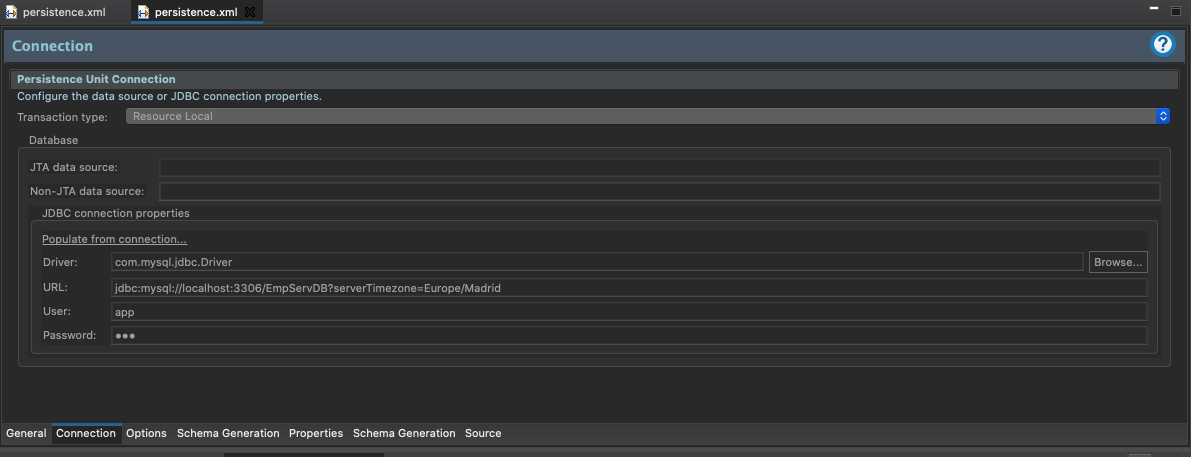 persistence.xml persistence.xml
Connection
Persistence Unit Connection
Configure the data source or JDBC connection properties.
Transaction type: Resource Local
Database
JTA data source:
Non-JTA data source:
JDBC connection properties
Populate from connection...
Driver: com.mysql.jdbc.Driver Browse...
URL: jdbc:mysql://localhost:3306/EmpServDB?serverTimezone=Europe/Madrid
User: app
Password: •••
General Connection Options Schema Generation Properties Schema Generation Source